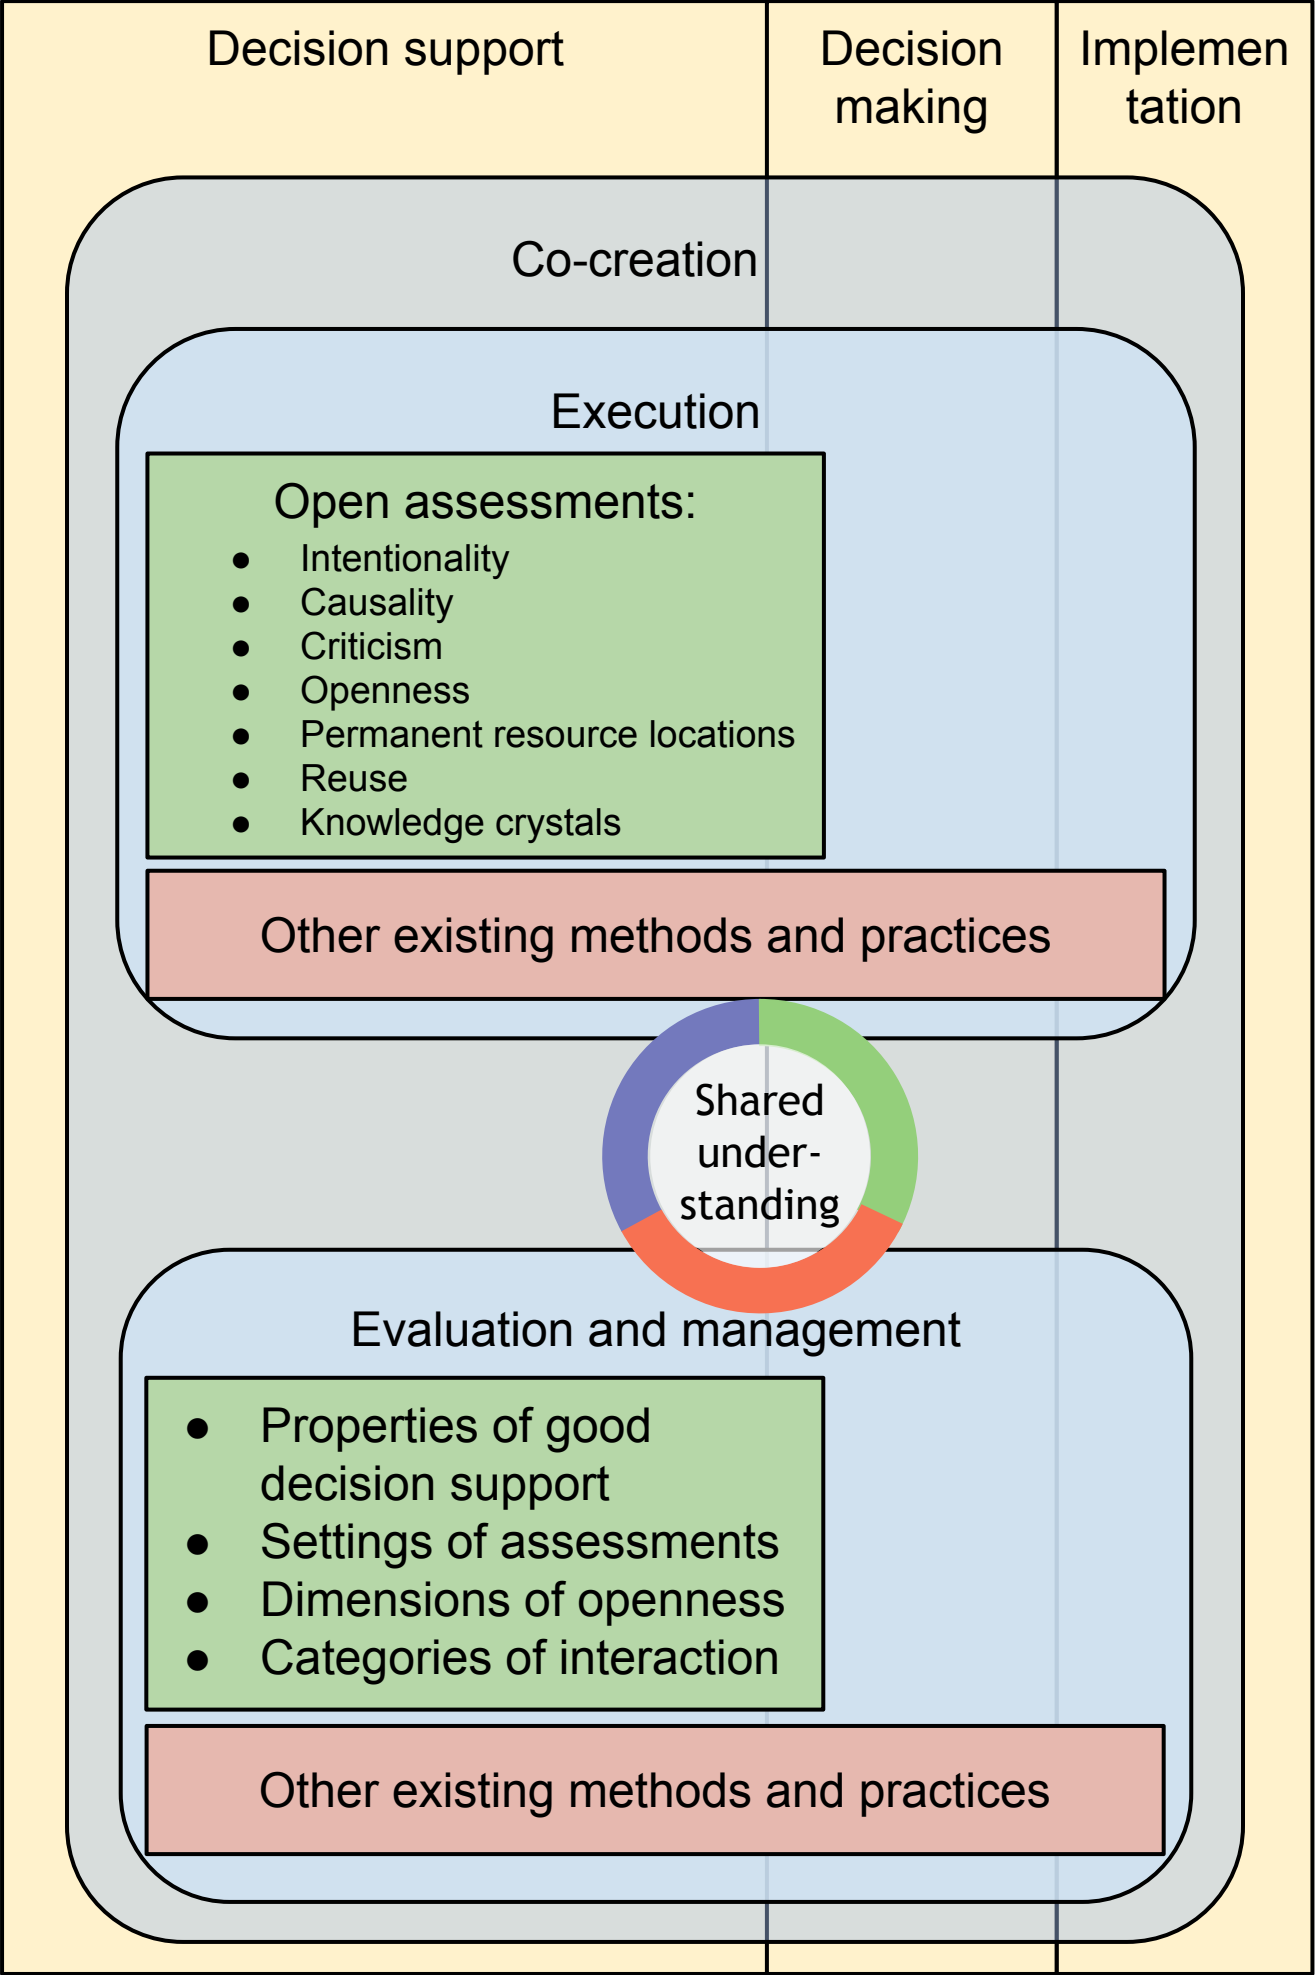 Decision support
Decision
making
Implemen
tation
Co-creation
Execution
Open assessments:
● Intentionality
● Causality
● Criticism
● Openness
● Permanent resource locations
● Reuse
● Knowledge crystals
Other existing methods and practices
Shared
under-
standing
Evaluation and management
● Properties of good
decision support
● Settings of assessments
● Dimensions of openness
● Categories of interaction
Other existing methods and practices